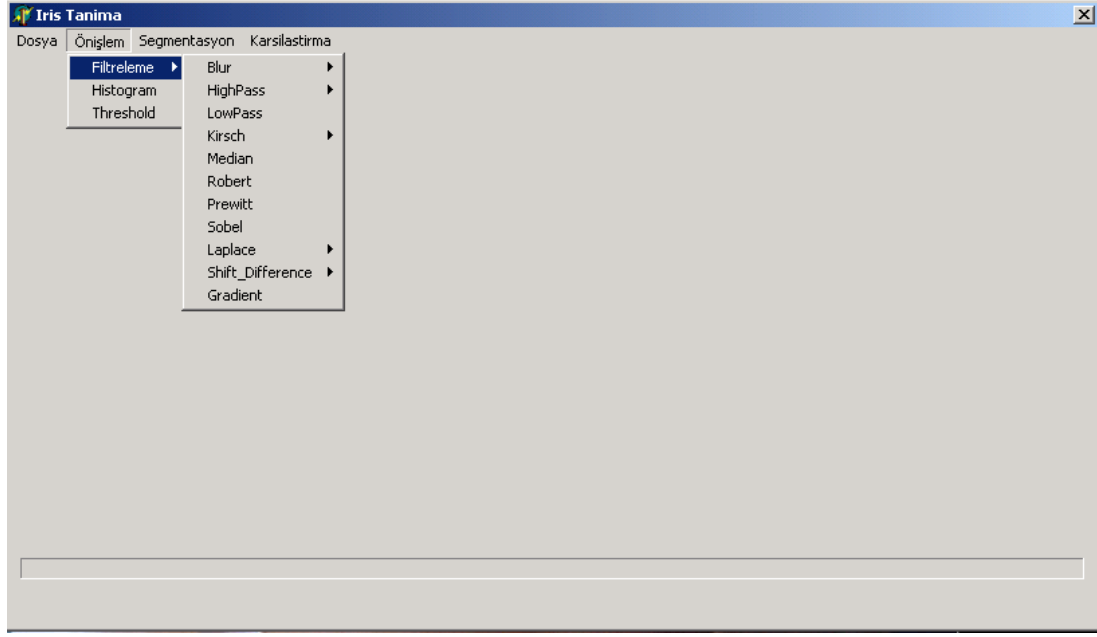 Iris Tanima
Dosya Önişlem Segmentasyon Karsilastirma
Filtreleme
Histogram
Threshold
Blur
HighPass
LowPass
Kirsch
Median
Robert
Prewitt
Sobel
Laplace
Shift_Difference
Gradient